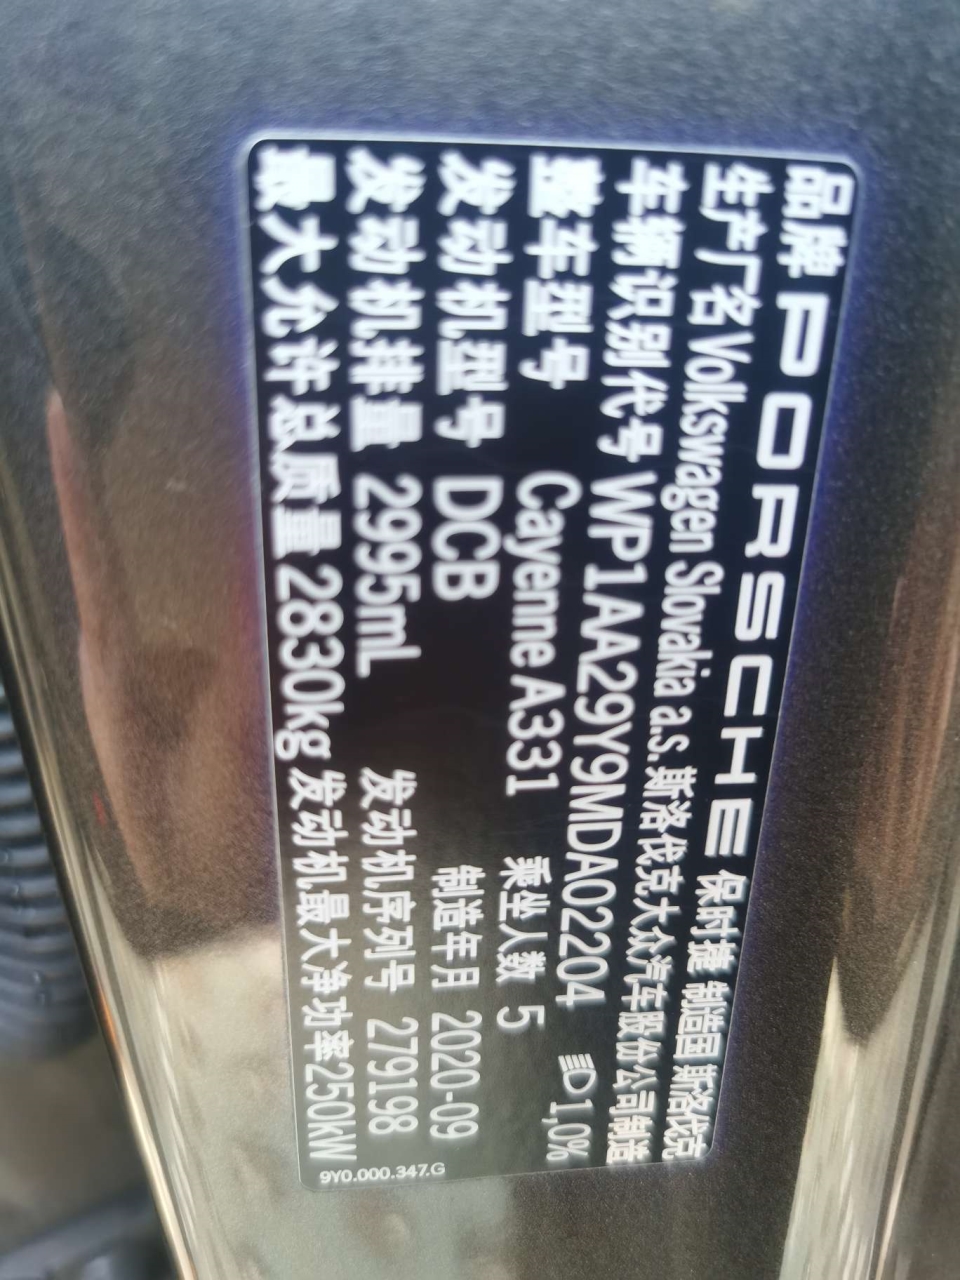 品牌 PORSCHE 保时捷 制造国 斯洛伐克
生产厂名 Volkswagen Slovakia a.s. 斯洛伐克大众汽车股份公司制造
车辆识别代号 WP1AA29Y9MDA02204 1,0%
整车型号 Cayenne A331 乘坐人数 5
发动机型号 DCB 制造年月 2020-09
发动机排量 2995mL 发动机序列号 279198
最大允许总质量 2830kg 发动机最大净功率250kW
9Y0.000.347.G